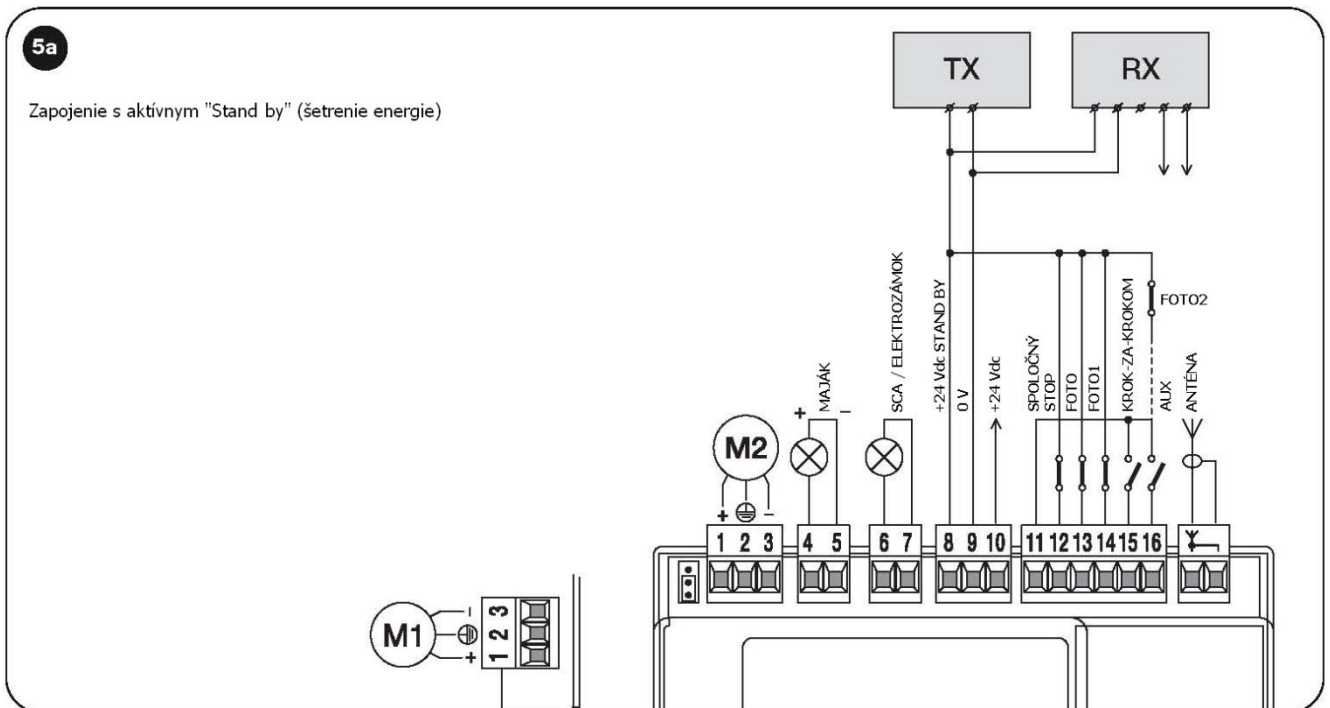 5a
Zapojenie s aktívnym "Stand by" (šetrenie energie)
TX
RX
FOTO2
+ MAJÁK –
SCA / ELEKTROZÁMOK
+24 Vdc STAND BY
0 V
+24 Vdc
SPOLOČNÝ
STOP
FOTO
FOTO1
KROK-ZA-KROKOM
AUX
ANTÉNA
M2
+ –
1 2 3
4 5
6 7
8 9 10
11 12 13 14 15 16
M1
– +
1 2 3